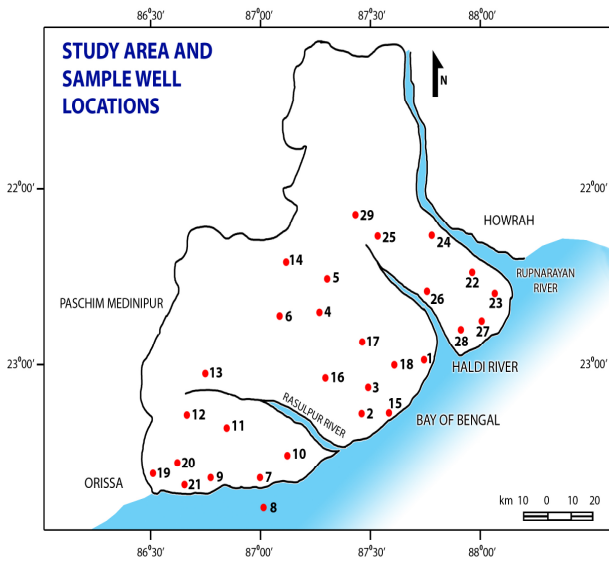 86˚30' 87˚00' 87˚30' 88˚00'
STUDY AREA AND
SAMPLE WELL
LOCATIONS
N
22˚00' 22˚00'
29
25
24
HOWRAH
14
5
22
RUPNARAYAN
RIVER
26
23
PASCHIM MEDINIPUR
6
4
27
28
17
23˚00' 23˚00'
18
1
HALDI RIVER
13
16
3
RASULPUR RIVER
15
2
BAY OF BENGAL
12
11
10
20
19
9
7
ORISSA
21
8
km 10 0 10 20
86˚30' 87˚00' 87˚30' 88˚00'